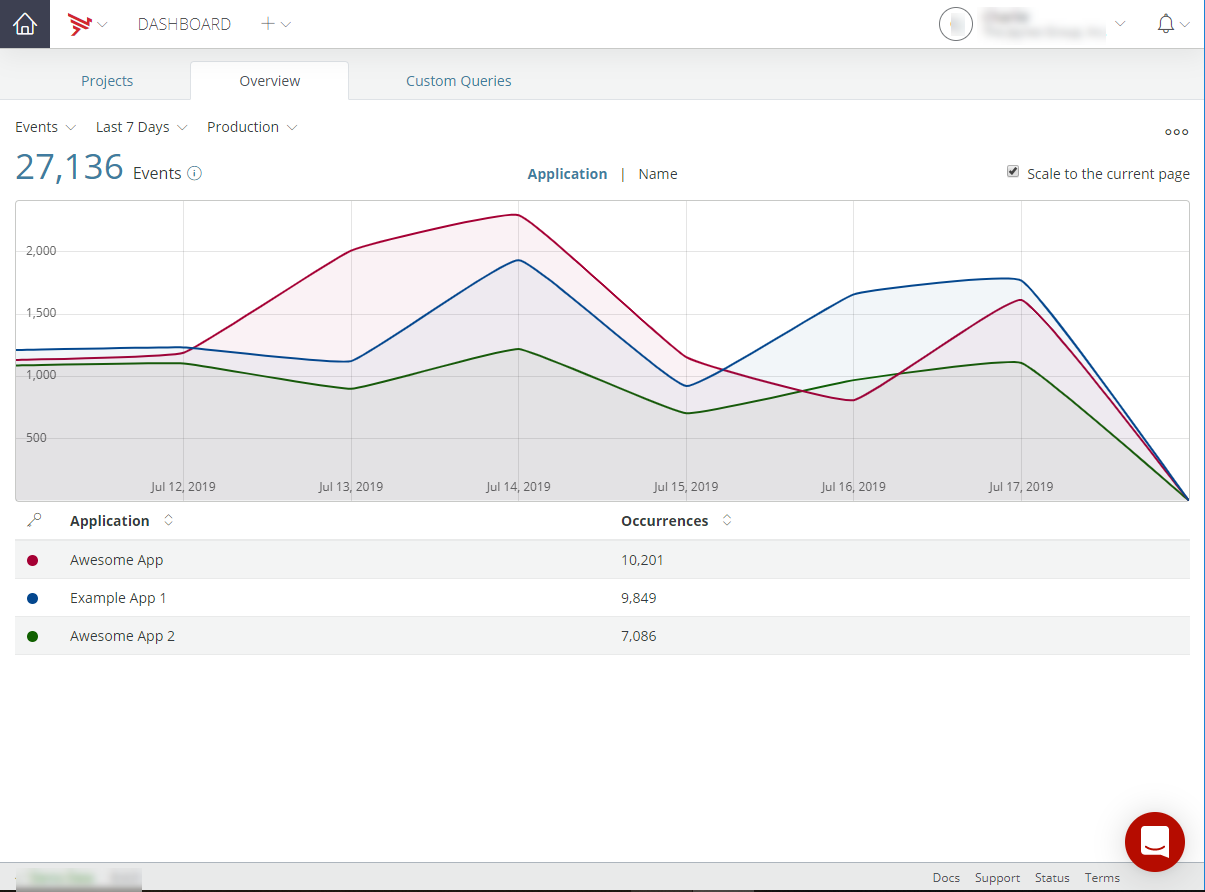 DASHBOARD
Projects Overview Custom Queries
Events Last 7 Days Production
27,136 Events
Application | Name
Scale to the current page
2,000
1,500
1,000
500
Jul 12, 2019 Jul 13, 2019 Jul 14, 2019 Jul 15, 2019 Jul 16, 2019 Jul 17, 2019
Application Occurrences
Awesome App 10,201
Example App 1 9,849
Awesome App 2 7,086
Docs Support Status Terms